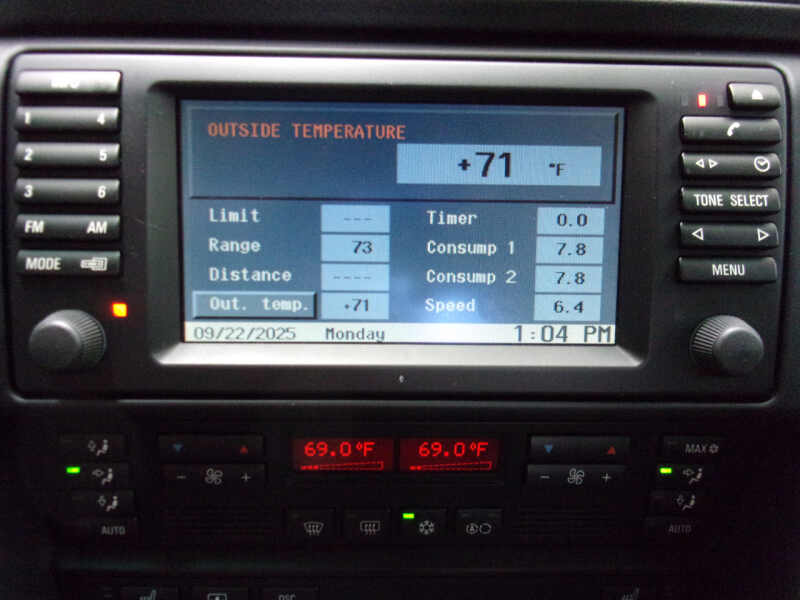 1 4
2 5
3 6
FM AM
MODE
OUTSIDE TEMPERATURE
+71 °F
Limit --- Timer 0.0
Range 73 Consump 1 7.8
Distance ---- Consump 2 7.8
Out. temp. +71 Speed 6.4
09/22/2025 Monday 1:04 PM
TONE SELECT
MENU
69.0°F 69.0°F
MAX
- + - +
AUTO AUTO
A
DSC